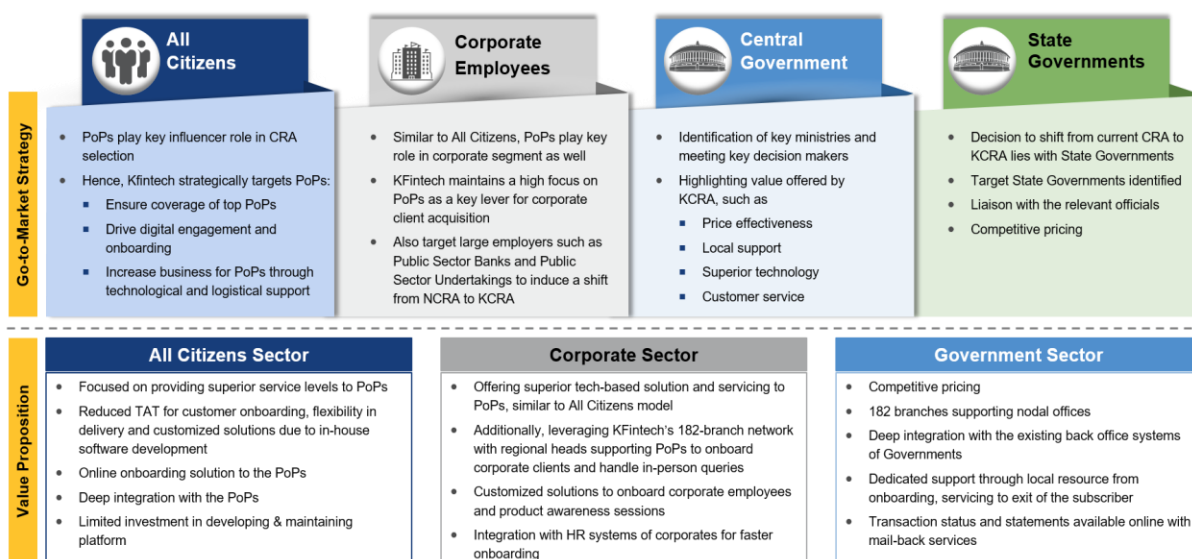 All
Citizens
Corporate
Employees
Central
Government
State
Governments
Go-to-Market Strategy
• PoPs play key influencer role in CRA
selection
• Hence, Kfintech strategically targets PoPs:
▪ Ensure coverage of top PoPs
▪ Drive digital engagement and
onboarding
▪ Increase business for PoPs through
technological and logistical support
• Similar to All Citizens, PoPs play key
role in corporate segment as well
• KFintech maintains a high focus on
PoPs as a key lever for corporate
client acquisition
• Also target large employers such as
Public Sector Banks and Public
Sector Undertakings to induce a shift
from NCRA to KCRA
• Identification of key ministries and
meeting key decision makers
• Highlighting value offered by
KCRA, such as
▪ Price effectiveness
▪ Local support
▪ Superior technology
▪ Customer service
• Decision to shift from current CRA to
KCRA lies with State Governments
• Target State Governments identified
• Liaison with the relevant officials
• Competitive pricing
Value Proposition
All Citizens Sector
• Focused on providing superior service levels to PoPs
• Reduced TAT for customer onboarding, flexibility in
delivery and customized solutions due to in-house
software development
• Online onboarding solution to the PoPs
• Deep integration with the PoPs
• Limited investment in developing & maintaining
platform
Corporate Sector
• Offering superior tech-based solution and servicing to
PoPs, similar to All Citizens model
• Additionally, leveraging KFintech's 182-branch network
with regional heads supporting PoPs to onboard
corporate clients and handle in-person queries
• Customized solutions to onboard corporate employees
and product awareness sessions
• Integration with HR systems of corporates for faster
onboarding
Government Sector
• Competitive pricing
• 182 branches supporting nodal offices
• Deep integration with the existing back office systems
of Governments
• Dedicated support through local resource from
onboarding, servicing to exit of the subscriber
• Transaction status and statements available online with
mail-back services